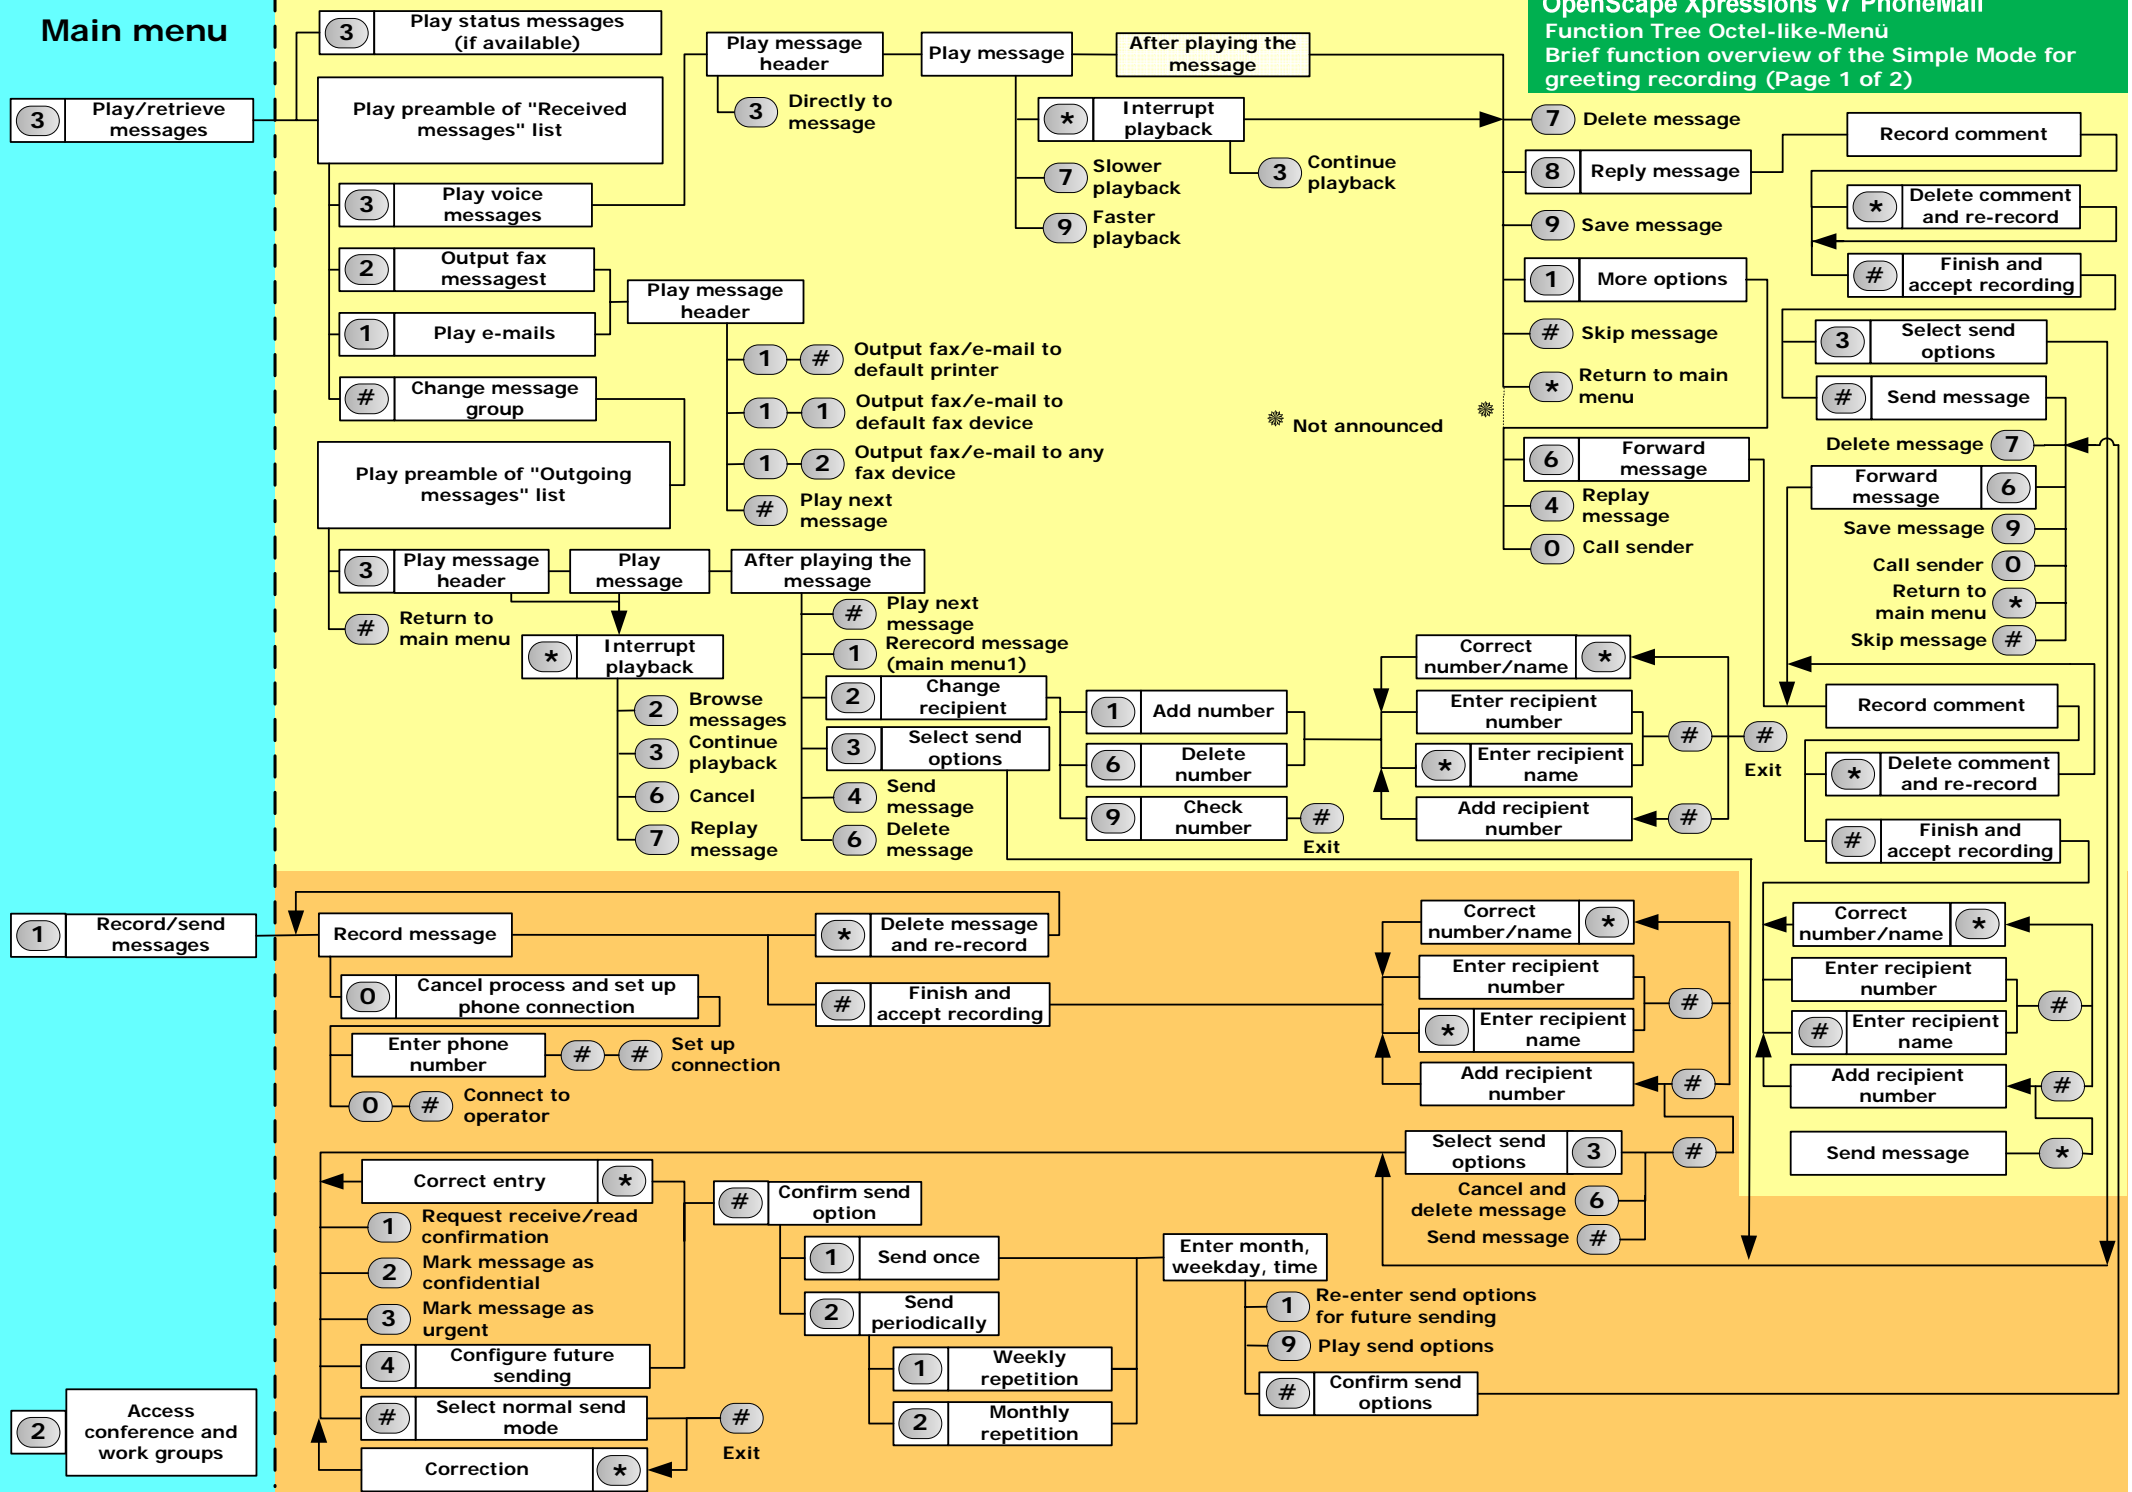 Main menu
OpenScape Xpressions V7 PhoneMail
Function Tree Octel-like-Menü
Brief function overview of the Simple Mode for
greeting recording (Page 1 of 2)
3 Play/retrieve
messages
3 Play status messages
(if available)
Play preamble of "Received
messages" list
3 Play voice
messages
2 Output fax
messagest
1 Play e-mails
# Change message
group
Play message
header
3 Directly to
message
Play message
After playing the
message
* Interrupt
playback
7 Slower
playback
9 Faster
playback
3 Continue
playback
Play message
header
1 # Output fax/e-mail to
default printer
1 1 Output fax/e-mail to
default fax device
1 2 Output fax/e-mail to any
fax device
# Play next
message
7 Delete message
8 Reply message
9 Save message
1 More options
# Skip message
* Return to main
menu
Not announced
6 Forward
message
4 Replay
message
0 Call sender
Record comment
* Delete comment
and re-record
# Finish and
accept recording
3 Select send
options
# Send message
Delete message 7
Forward
message 6
Save message 9
Call sender 0
Return to
main menu *
Skip message #
Record comment
* Delete comment
and re-record
# Finish and
accept recording
Correct
number/name *
Enter recipient
number
# Enter recipient
name
#
Add recipient
number #
Send message *
Play preamble of "Outgoing
messages" list
3 Play message
header
# Return to
main menu
Play
message
After playing the
message
* Interrupt
playback
2 Browse
messages
3 Continue
playback
6 Cancel
7 Replay
message
# Play next
message
1 Rerecord message
(main menu1)
2 Change
recipient
3 Select send
options
4 Send
message
6 Delete
message
1 Add number
6 Delete
number
9 Check
number
#
Exit
Correct
number/name *
Enter recipient
number
* Enter recipient
name
# #
Exit
Add recipient
number #
1 Record/send
messages
Record message
0 Cancel process and set up
phone connection
Enter phone
number # # Set up
connection
0 # Connect to
operator
* Delete message
and re-record
# Finish and
accept recording
Correct
number/name *
Enter recipient
number
* Enter recipient
name
#
Add recipient
number #
Select send
options 3 #
Cancel and
delete message 6
Send message #
Correct entry *
1 Request receive/read
confirmation
2 Mark message as
confidential
3 Mark message as
urgent
4 Configure future
sending
# Select normal send
mode
#
Exit
Correction *
# Confirm send
option
1 Send once
2 Send
periodically
1 Weekly
repetition
2 Monthly
repetition
Enter month,
weekday, time
1 Re-enter send options
for future sending
9 Play send options
# Confirm send
options
2 Access
conference and
work groups